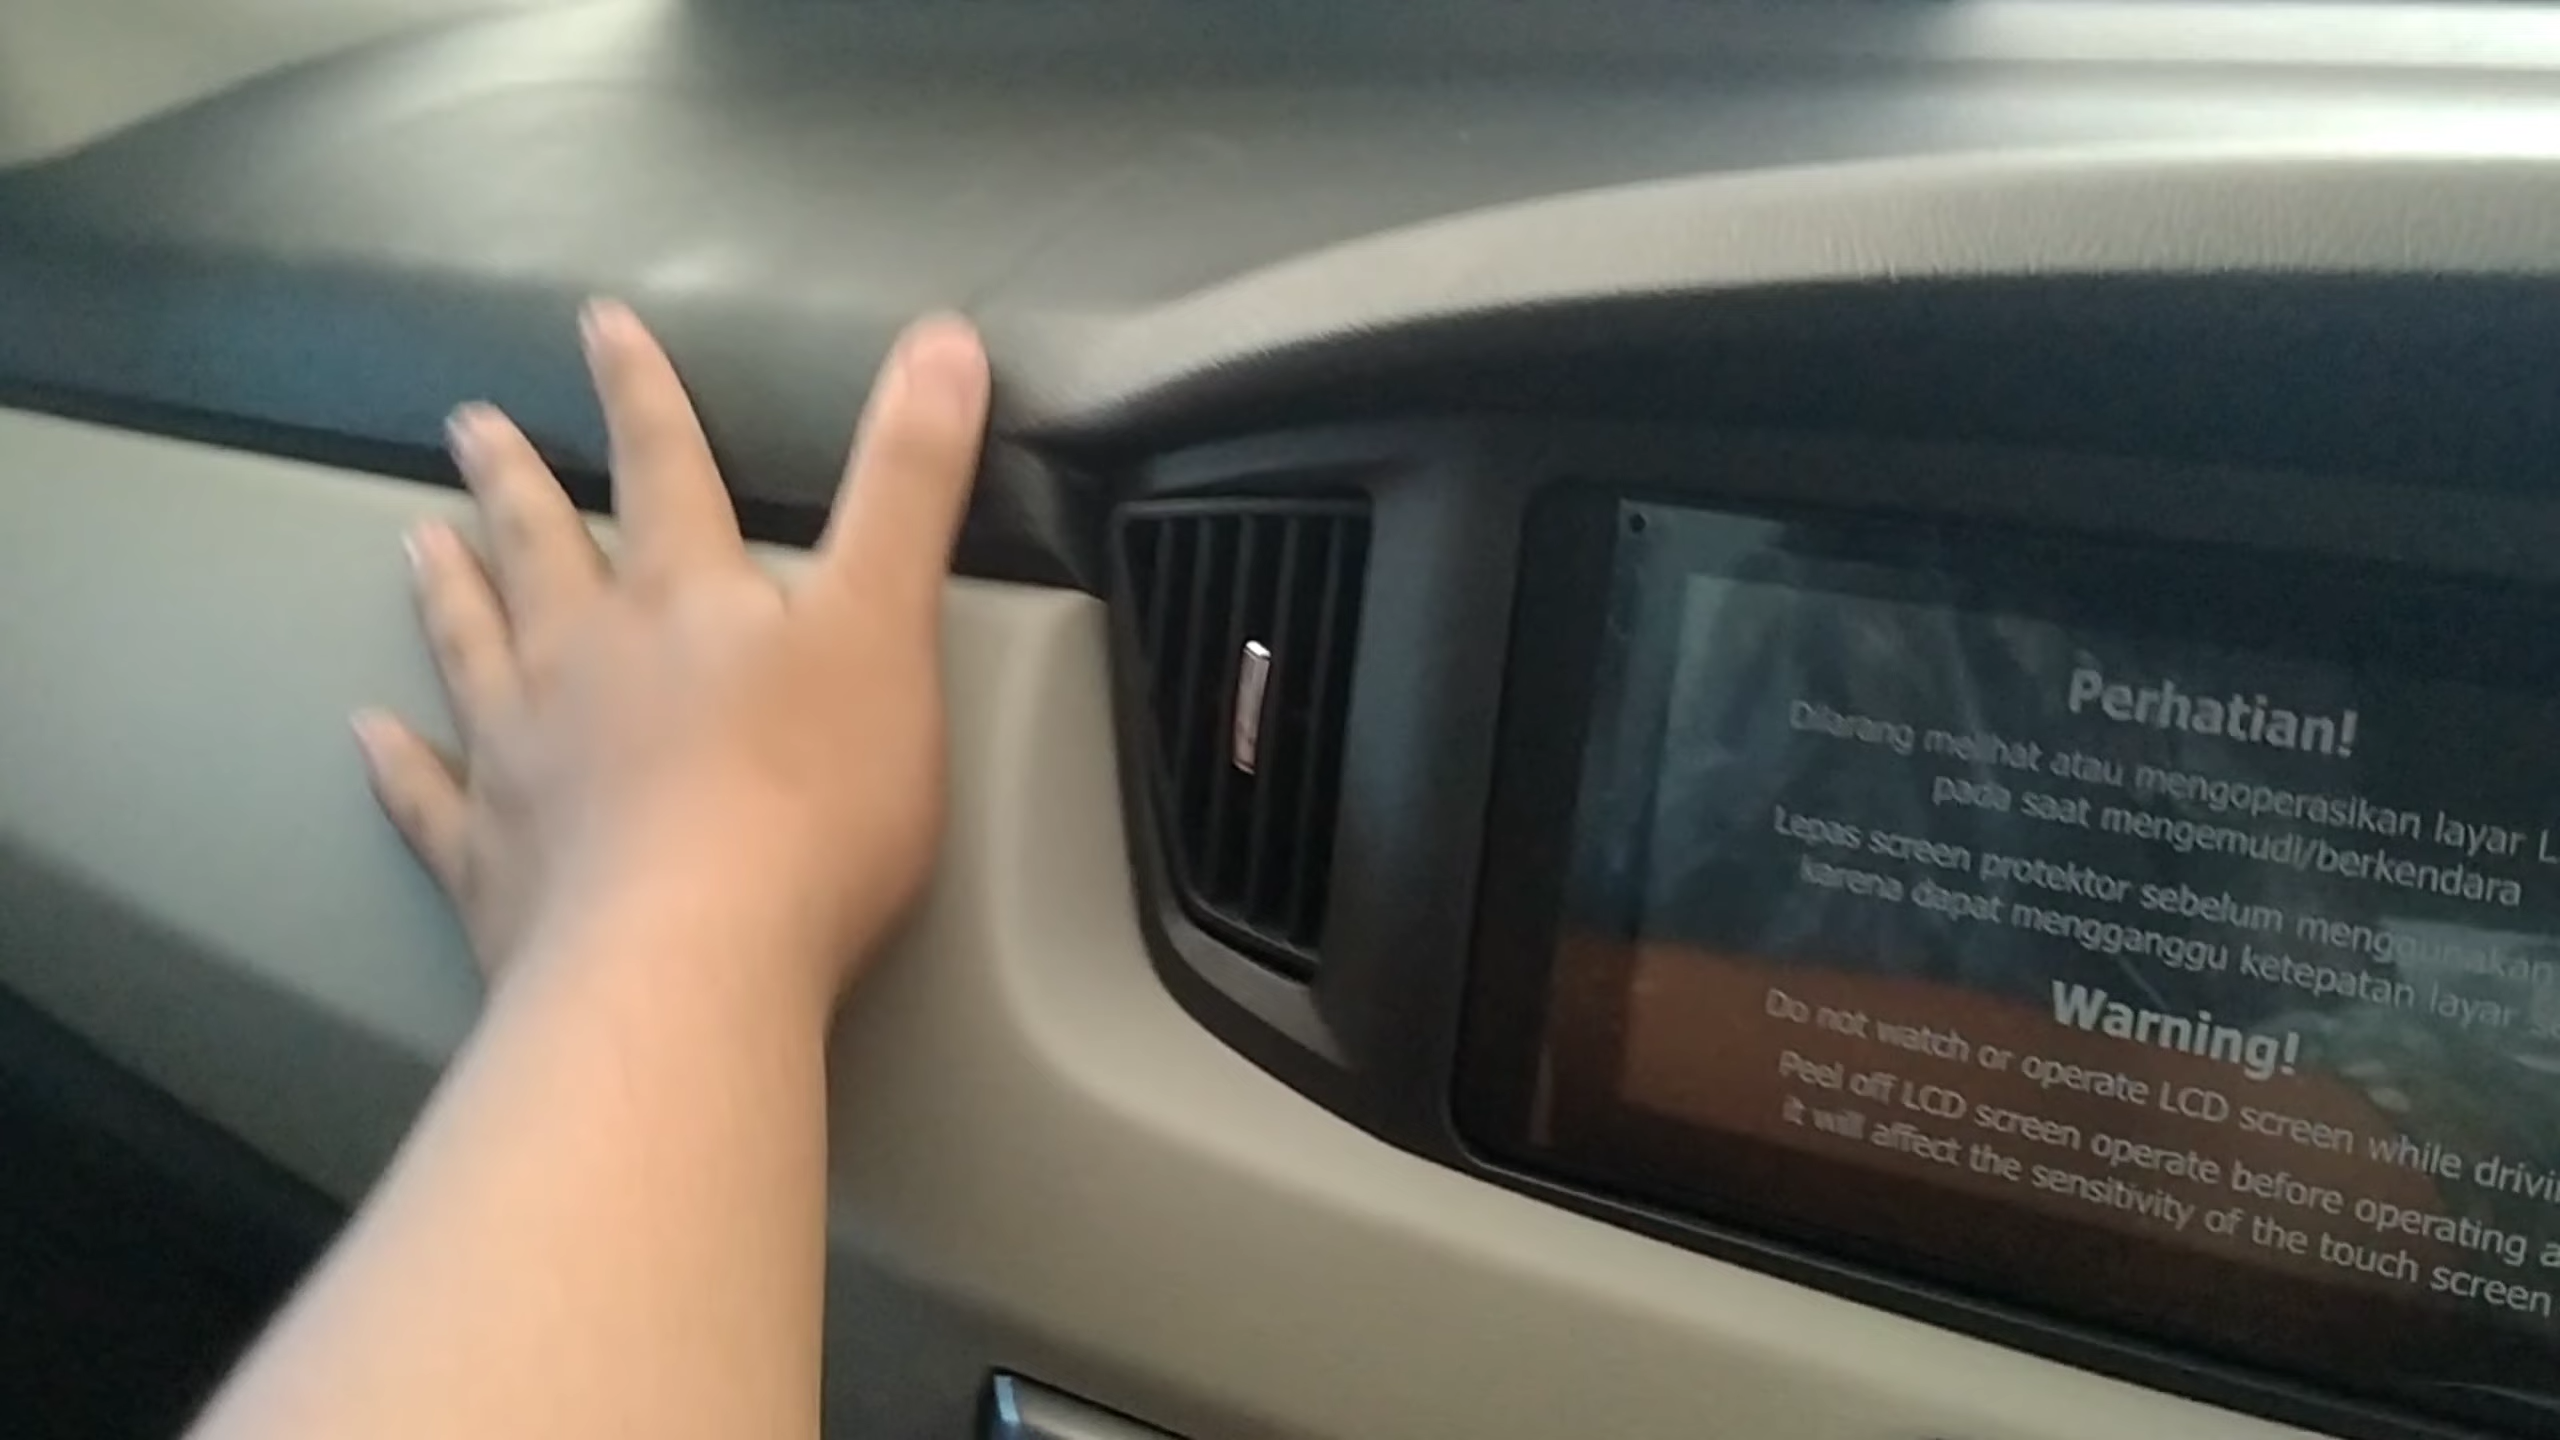 Perhatian!
Dilarang melihat atau mengoperasikan layar L
pada saat mengemudi/berkendara
Lepas screen protektor sebelum menggunakan
karena dapat mengganggu ketepatan layar
Warning!
Do not watch or operate LCD screen while drivi
Peel off LCD screen operate before operating a
it will affect the sensitivity of the touch screen